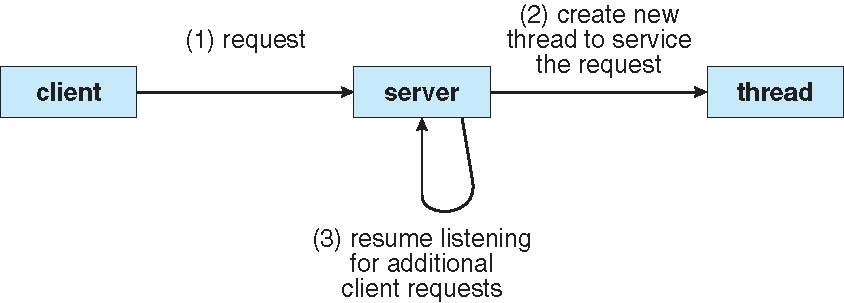 (1) request
(2) create new
thread to service
the request
client
server
thread
(3) resume listening
for additional
client requests